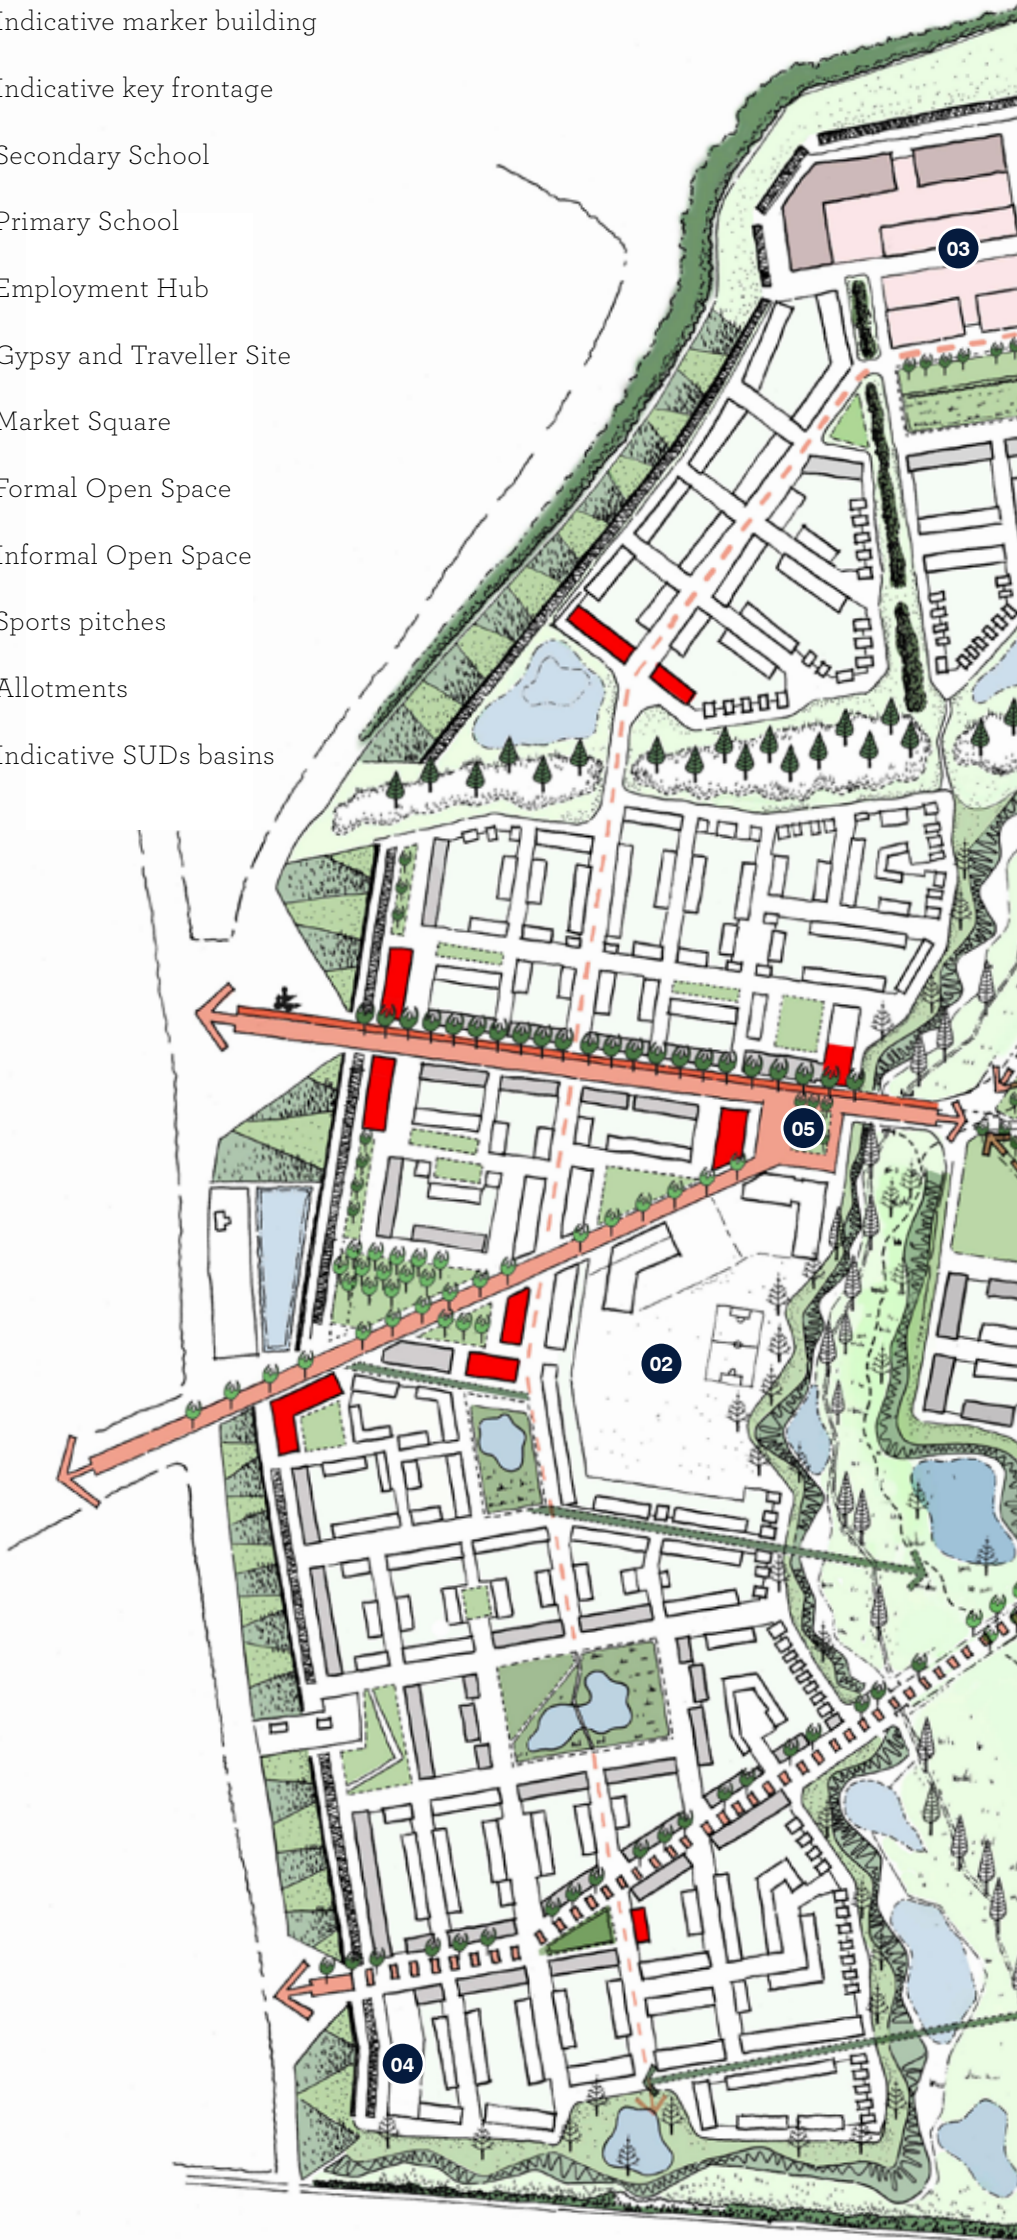 Indicative marker building
Indicative key frontage
Secondary School
Primary School
Employment Hub
Gypsy and Traveller Site
Market Square
Formal Open Space
Informal Open Space
Sports pitches
Allotments
Indicative SUDs basins
03
05
02
04